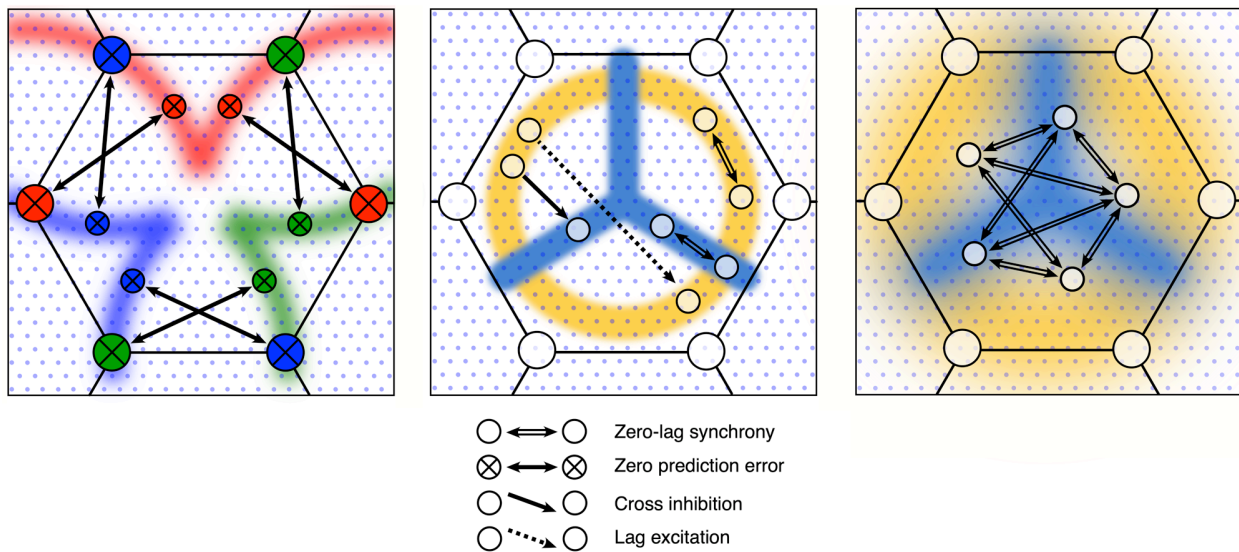 Zero-lag synchrony
Zero prediction error
Cross inhibition
Lag excitation